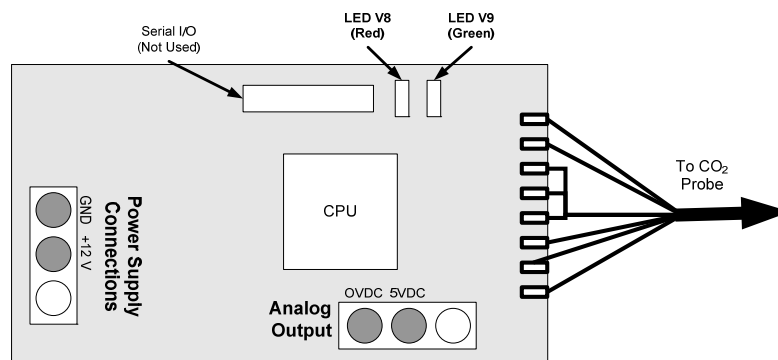 Serial I/O
(Not Used)
LED V8
(Red)
LED V9
(Green)
To CO₂
Probe
CPU
GND +12 V
Power Supply
Connections
OVDC 5VDC
Analog
Output